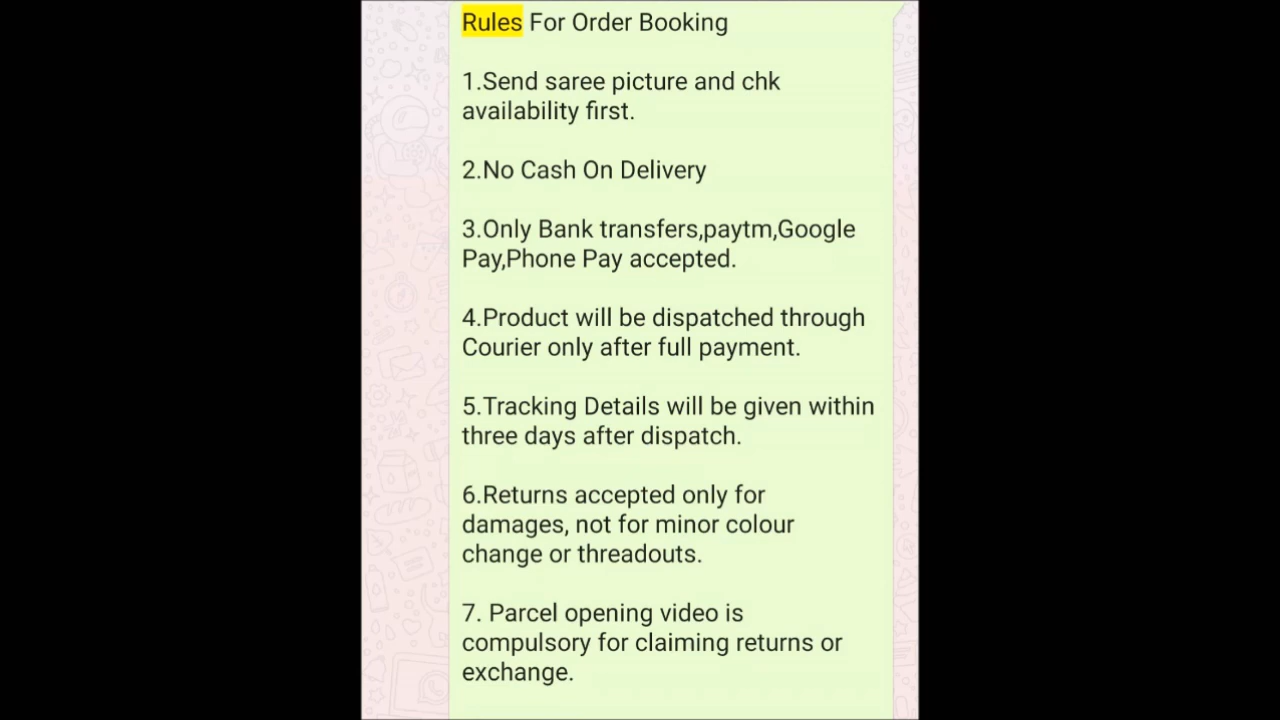 Rules For Order Booking
1.Send saree picture and chk
availability first.
2.No Cash On Delivery
3.Only Bank transfers,paytm,Google
Pay,Phone Pay accepted.
4.Product will be dispatched through
Courier only after full payment.
5.Tracking Details will be given within
three days after dispatch.
6.Returns accepted only for
damages, not for minor colour
change or threadouts.
7. Parcel opening video is
compulsory for claiming returns or
exchange.